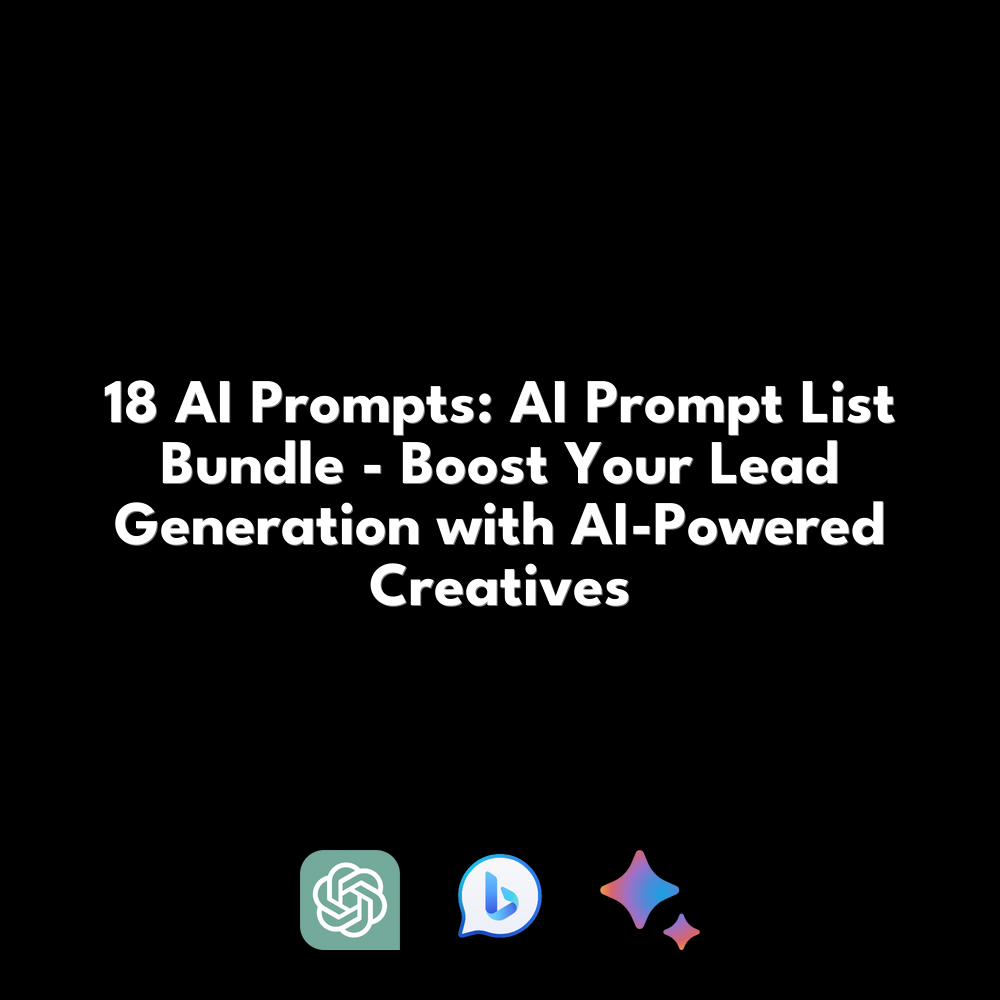 18 AI Prompts: AI Prompt List
Bundle - Boost Your Lead
Generation with AI-Powered
Creatives